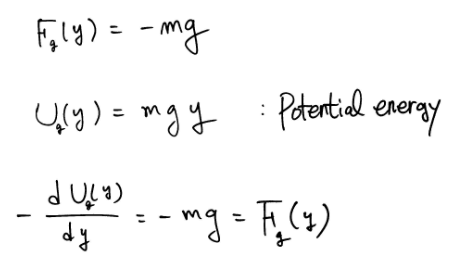 F_g(y) = -mg
U_g(y) = mgy : Potential energy
- dU_g(y)/dy = -mg = F_g(y)